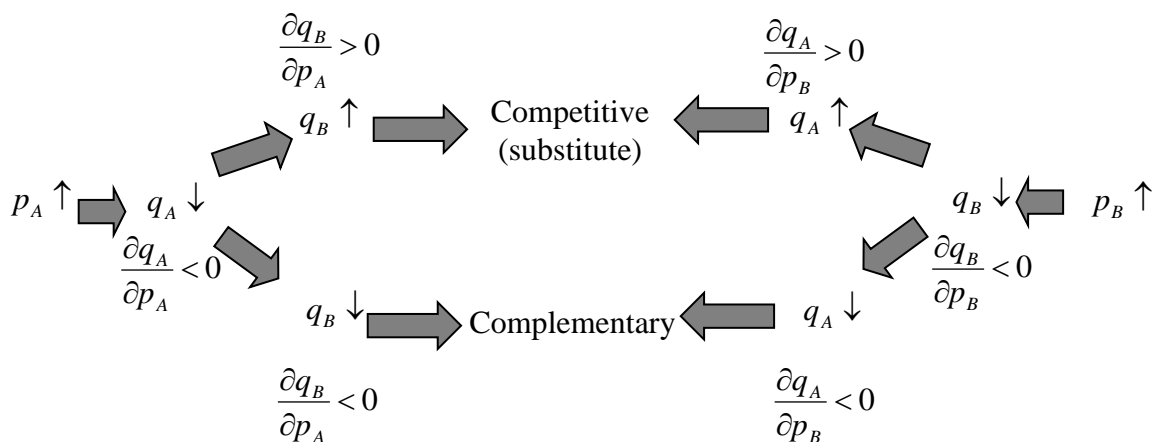 ∂q_B/∂p_A > 0
∂q_A/∂p_B > 0
q_B ↑
Competitive
(substitute)
q_A ↑
p_A ↑
q_A ↓
q_B ↓
p_B ↑
∂q_A/∂p_A < 0
∂q_B/∂p_B < 0
q_B ↓
Complementary
q_A ↓
∂q_B/∂p_A < 0
∂q_A/∂p_B < 0